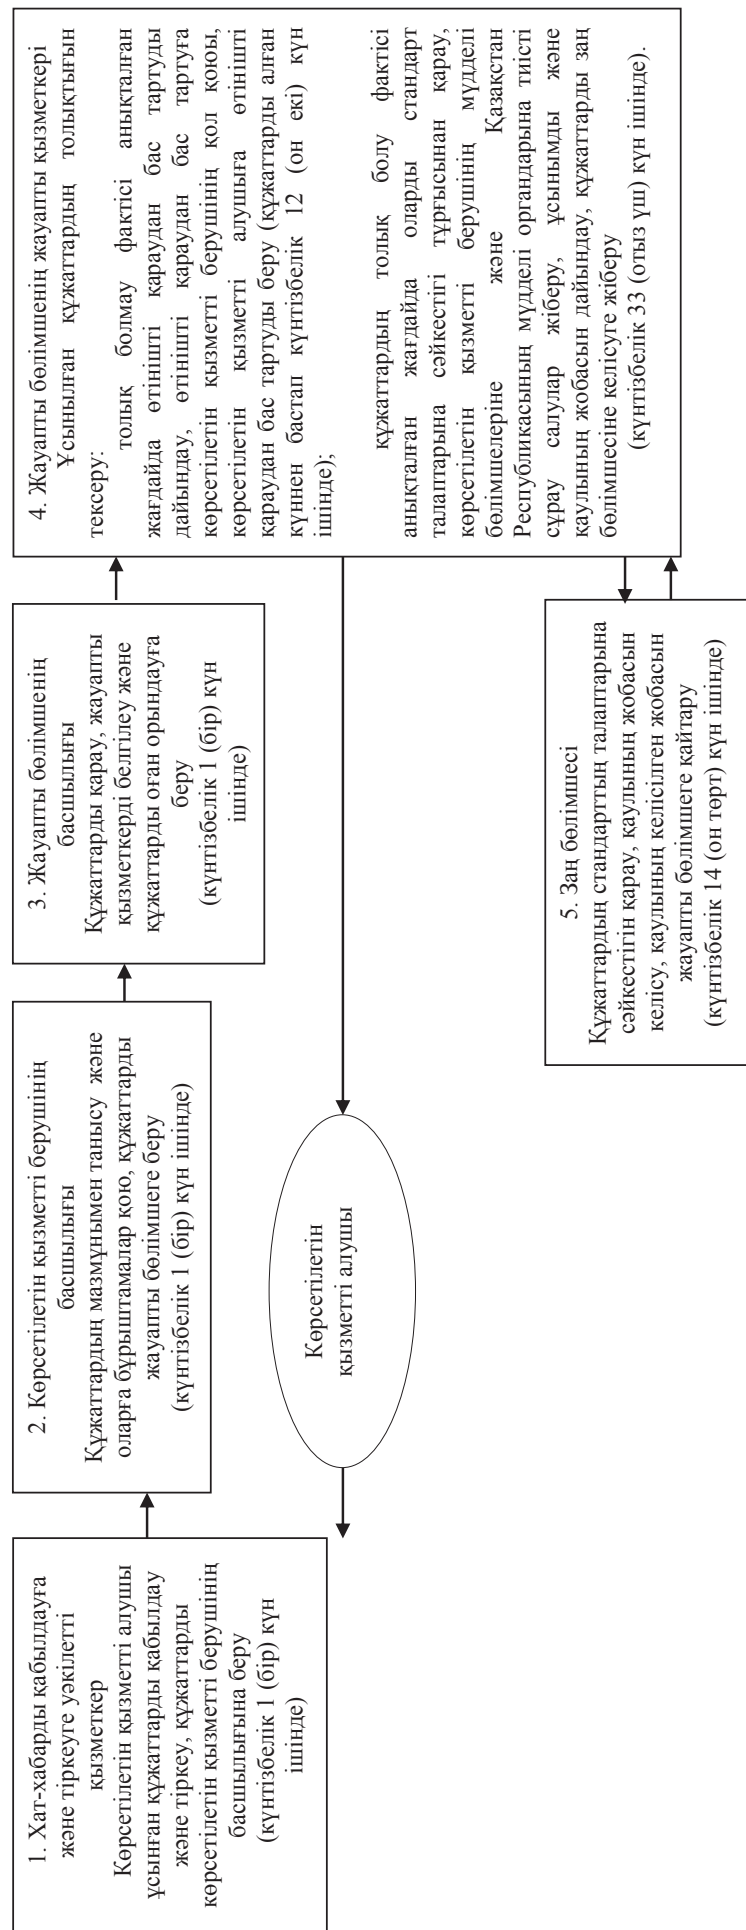 1. Хат-хабарды қабылдауға
және тіркеуге уәкілетті
қызметкер
Көрсетілетін қызметті алушы
ұсынған құжаттарды қабылдау
және тіркеу, құжаттарды
көрсетілетін қызметті берушінің
басшылығына беру
(күнтізбелік 1 (бір) күн
ішінде)
2. Көрсетілетін қызметті берушінің
басшылығы
Құжаттардың мазмұнымен танысу және
оларға бұрыштамалар қою, құжаттарды
жауапты бөлімшеге беру
(күнтізбелік 1 (бір) күн ішінде)
3. Жауапты бөлімшенің
басшылығы
Құжаттарды қарау, жауапты
қызметкерді белгілеу және
құжаттарды оған орындауға
беру
(күнтізбелік 1 (бір) күн
ішінде)
4. Жауапты бөлімшенің жауапты қызметкері
Ұсынылған құжаттардың толықтығын
тексеру:
толық болмау фактісі анықталған
жағдайда өтінішті қараудан бас тартуды
дайындау, өтінішті қараудан бас тартуға
көрсетілетін қызметті берушінің қол қоюы,
көрсетілетін қызметті алушыға өтінішті
қараудан бас тартуды беру (құжаттарды алған
күннен бастап күнтізбелік 12 (он екі) күн
ішінде);
құжаттардың толық болу фактісі
анықталған жағдайда оларды стандарт
талаптарына сәйкестігі тұрғысынан қарау,
көрсетілетін қызметті берушінің мүдделі
бөлімшелеріне және Қазақстан
Республикасының мүдделі органдарына тиісті
сұрау салулар жіберу, ұсынымды және
қаулының жобасын дайындау, құжаттарды заң
бөлімшесіне келісуге жіберу
(күнтізбелік 33 (отыз үш) күн ішінде).
Көрсетілетін
қызметті алушы
5. Заң бөлімшесі
Құжаттардың стандарттың талаптарына
сәйкестігін қарау, қаулының жобасын
келісу, қаулының келісілген жобасын
жауапты бөлімшеге қайтару
(күнтізбелік 14 (он төрт) күн ішінде)